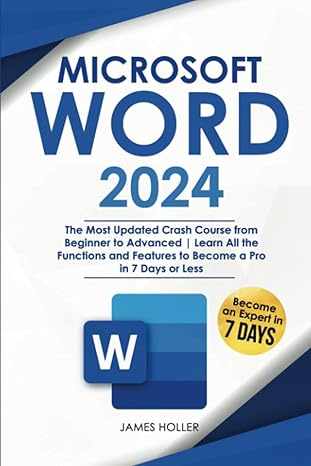 MICROSOFT
WORD
2024
The Most Updated Crash Course from
Beginner to Advanced | Learn All the
Functions and Features to Become a Pro
in 7 Days or Less
Become
an Expert in
7 DAYS
W
JAMES HOLLER